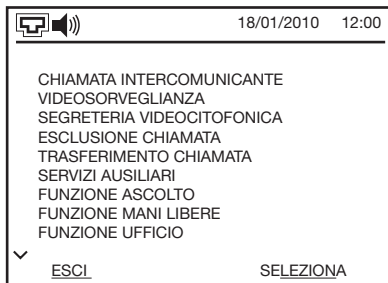 18/01/2010 12:00
CHIAMATA INTERCOMUNICANTE
VIDEOSORVEGLIANZA
SEGRETERIA VIDEOCITOFONICA
ESCLUSIONE CHIAMATA
TRASFERIMENTO CHIAMATA
SERVIZI AUSILIARI
FUNZIONE ASCOLTO
FUNZIONE MANI LIBERE
FUNZIONE UFFICIO
ESCI SELEZIONA